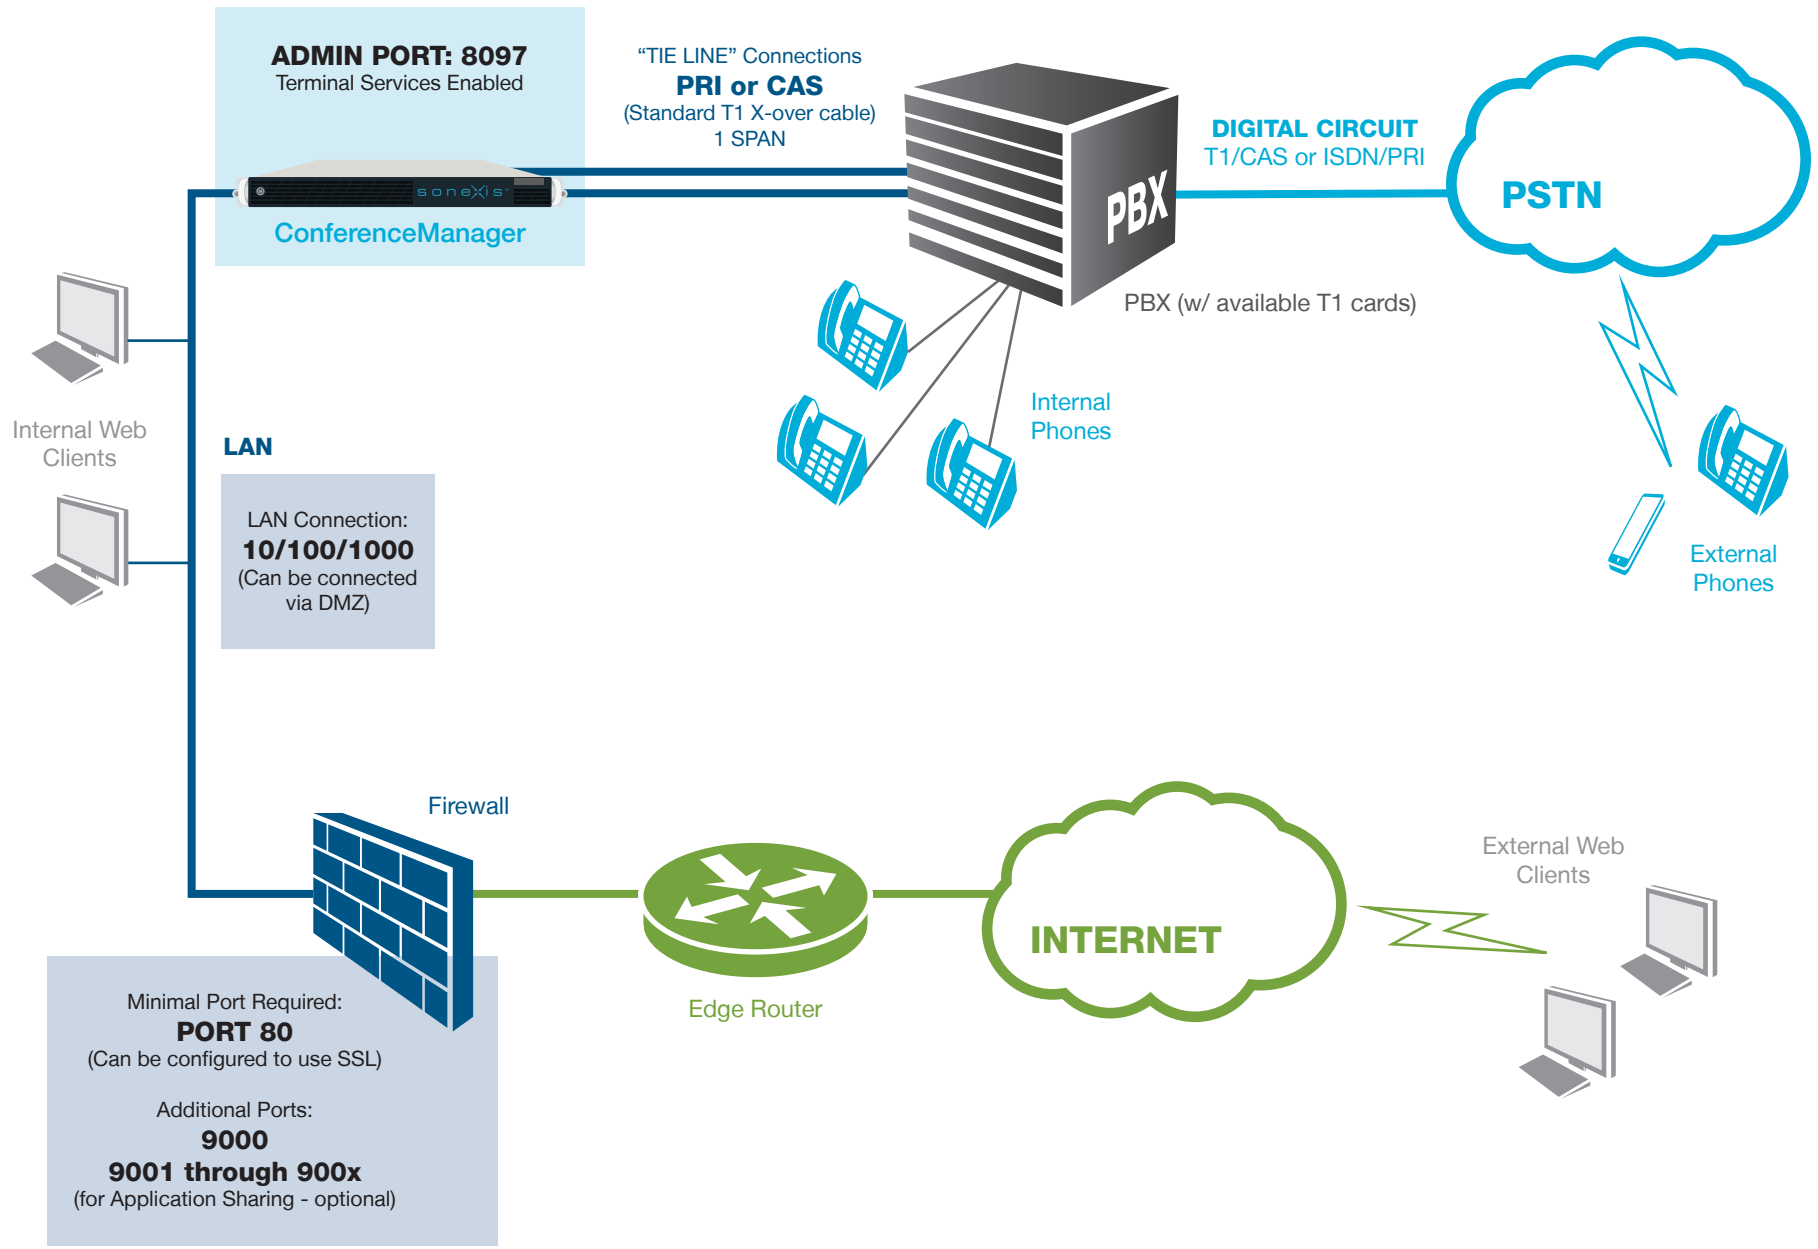 ADMIN PORT: 8097
Terminal Services Enabled
sonexis
ConferenceManager
“TIE LINE” Connections
PRI or CAS
(Standard T1 X-over cable)
1 SPAN
PBX
PBX (w/ available T1 cards)
DIGITAL CIRCUIT
T1/CAS or ISDN/PRI
PSTN
Internal
Phones
External
Phones
Internal Web
Clients
LAN
LAN Connection:
10/100/1000
(Can be connected
via DMZ)
Firewall
Minimal Port Required:
PORT 80
(Can be configured to use SSL)
Additional Ports:
9000
9001 through 900x
(for Application Sharing - optional)
Edge Router
INTERNET
External Web
Clients